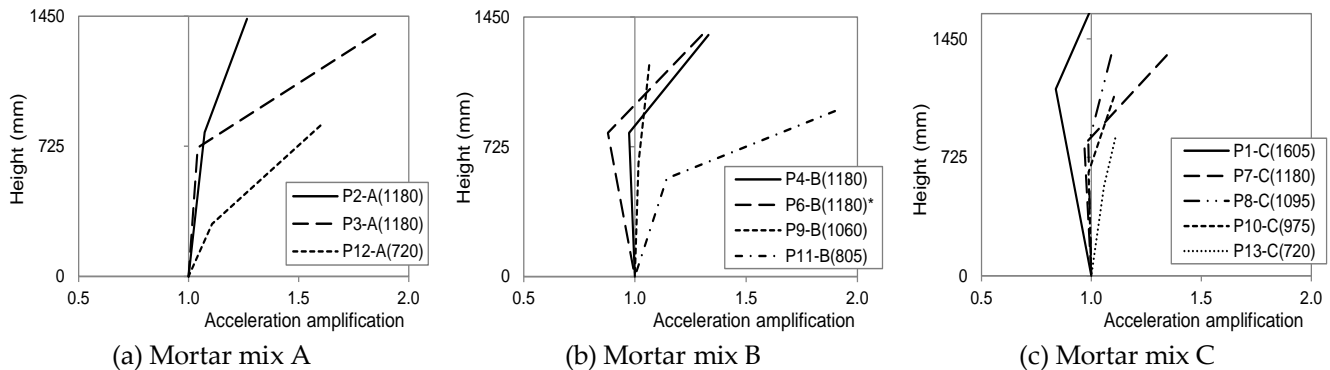 1450
725
0
Height (mm)
0.5 1.0 1.5 2.0
Acceleration amplification
P2-A(1180)
P3-A(1180)
P12-A(720)
(a) Mortar mix A
1450
725
0
Height (mm)
0.5 1.0 1.5 2.0
Acceleration amplification
P4-B(1180)
P6-B(1180)*
P9-B(1060)
P11-B(805)
(b) Mortar mix B
1450
725
0
Height (mm)
0.5 1.0 1.5 2.0
Acceleration amplification
P1-C(1605)
P7-C(1180)
P8-C(1095)
P10-C(975)
P13-C(720)
(c) Mortar mix C